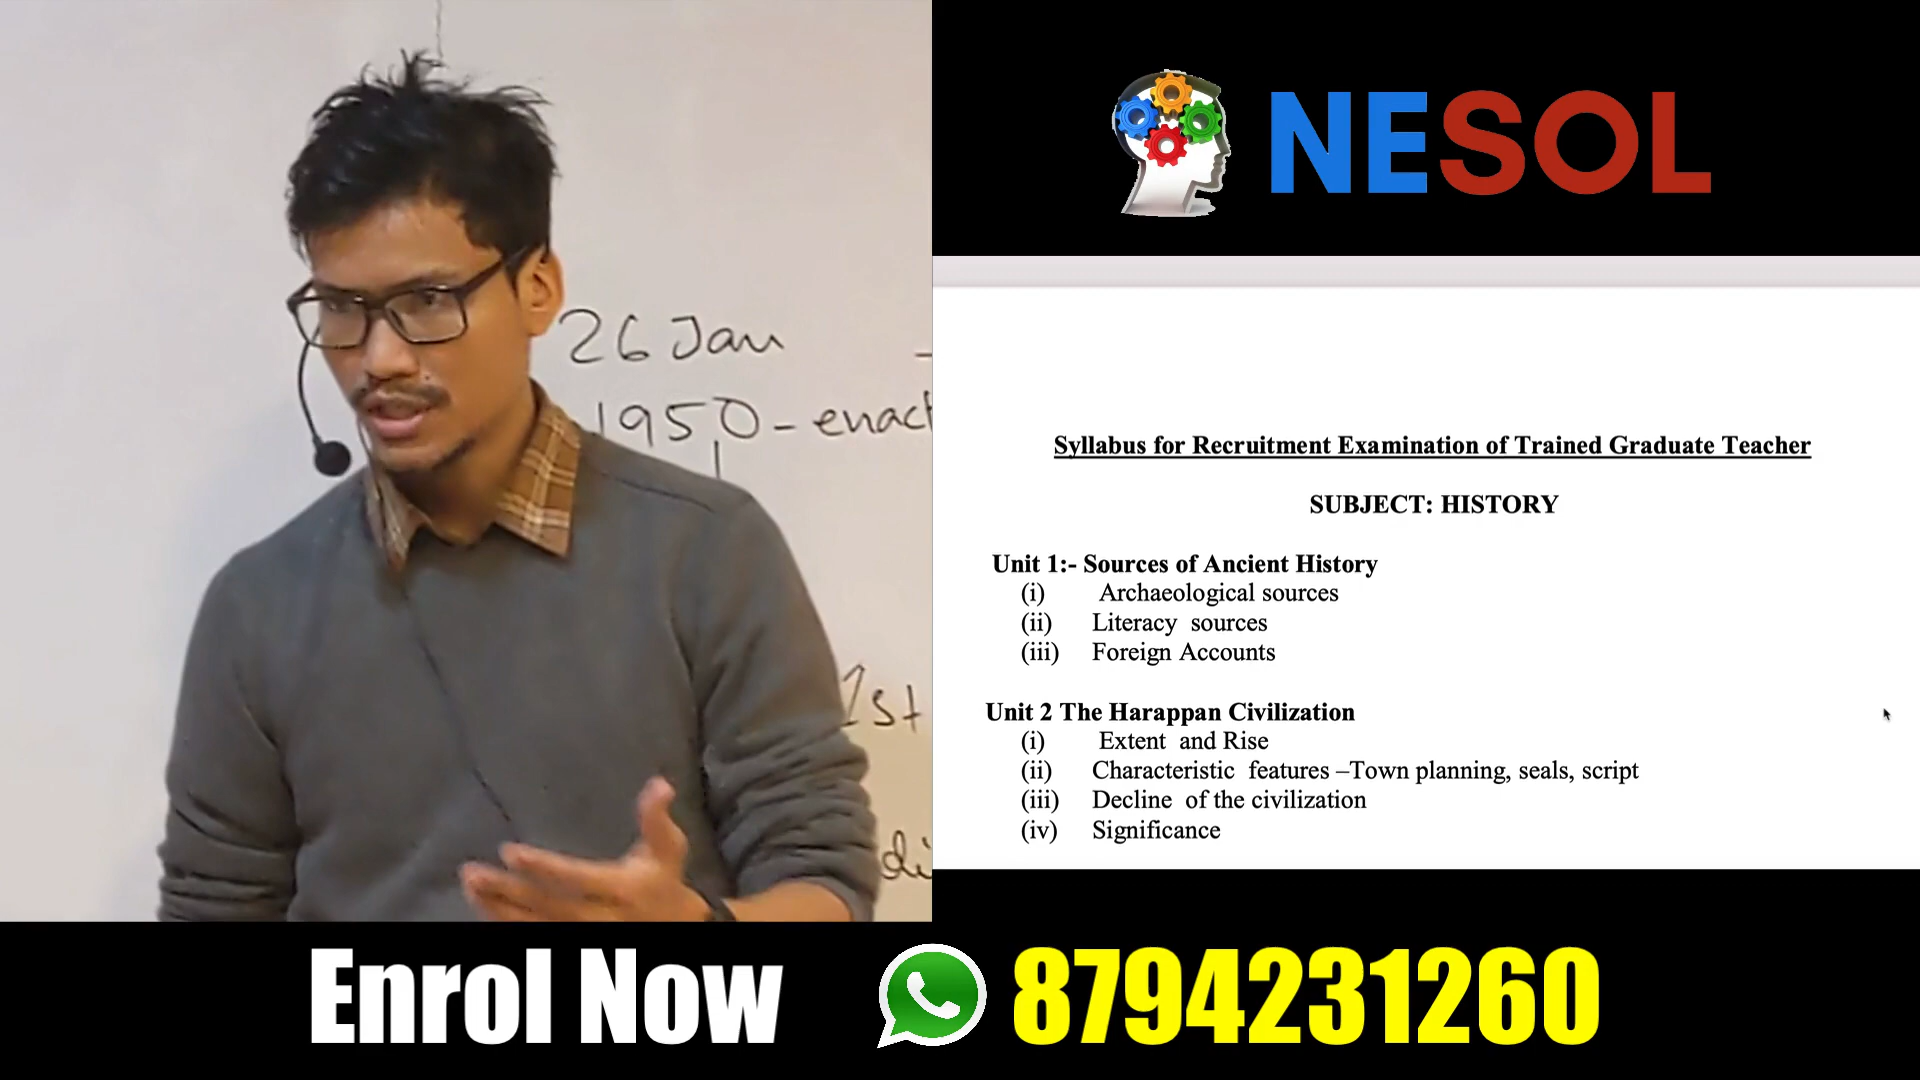 26 Jan
1950 - enact
1st
di
NESOL
Syllabus for Recruitment Examination of Trained Graduate Teacher
SUBJECT: HISTORY
Unit 1:- Sources of Ancient History
(i) Archaeological sources
(ii) Literacy sources
(iii) Foreign Accounts
Unit 2 The Harappan Civilization
(i) Extent and Rise
(ii) Characteristic features –Town planning, seals, script
(iii) Decline of the civilization
(iv) Significance
Enrol Now 8794231260